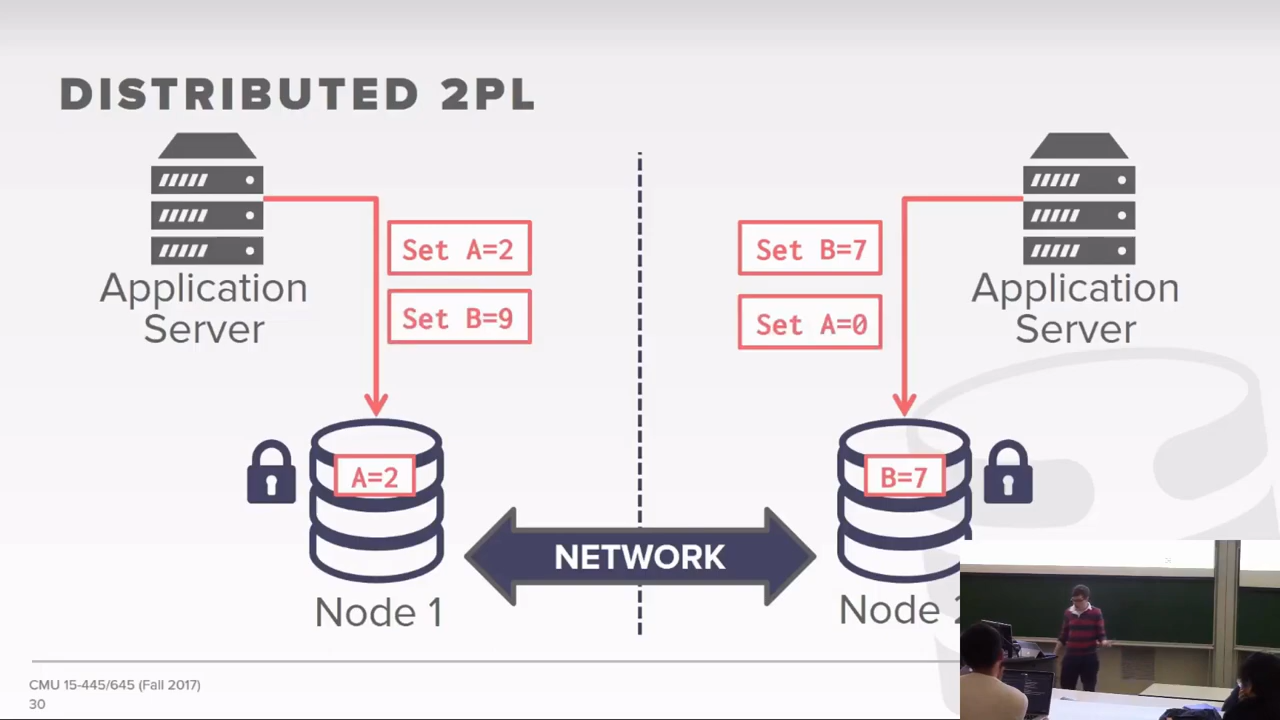 DISTRIBUTED 2PL
Application
Server
Set A=2
Set B=9
Set B=7
Set A=0
Application
Server
A=2
B=7
NETWORK
Node 1
Node
CMU 15-445/645 (Fall 2017)
30